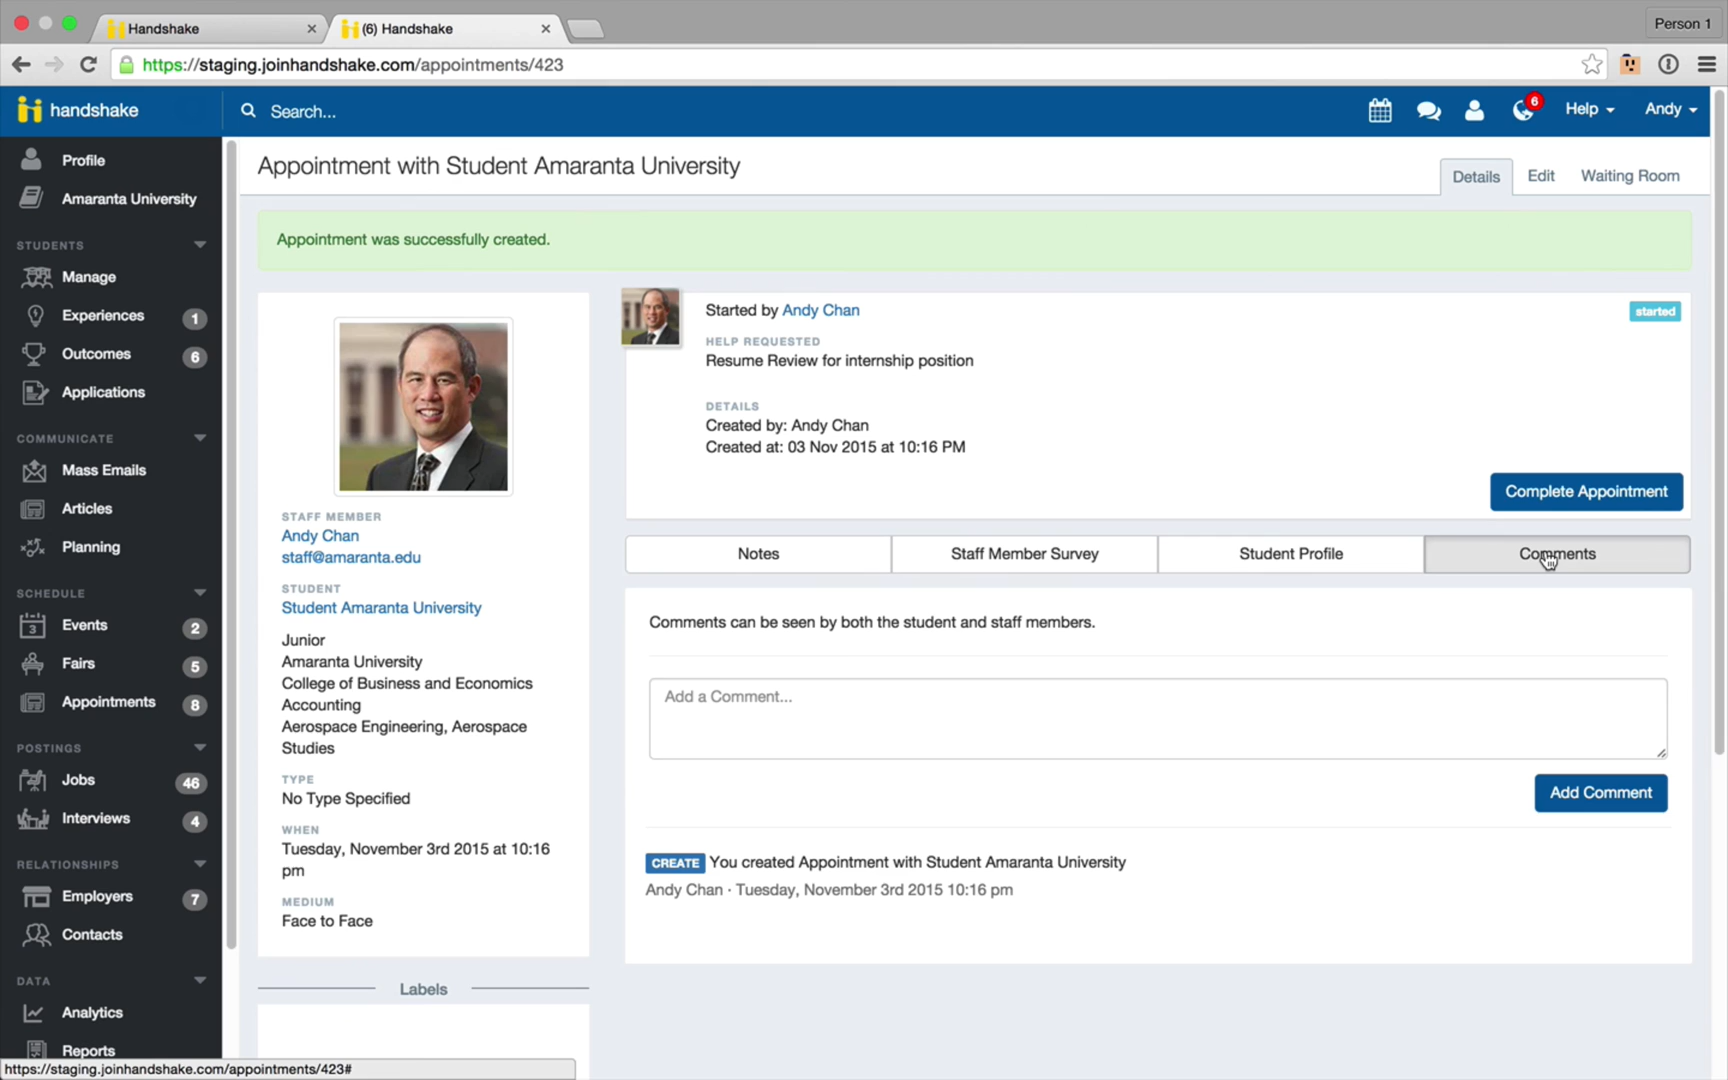 Handshake
(6) Handshake
Person 1
https://staging.joinhandshake.com/appointments/423
handshake
Search...
6
Help
Andy
Profile
Amaranta University
STUDENTS
Manage
Experiences 1
Outcomes 6
Applications
COMMUNICATE
Mass Emails
Articles
Planning
SCHEDULE
3
Events 2
Fairs 5
Appointments 8
POSTINGS
Jobs 46
Interviews 4
RELATIONSHIPS
Employers 7
Contacts
DATA
Analytics
Reports
Appointment with Student Amaranta University
Details
Edit
Waiting Room
Appointment was successfully created.
STAFF MEMBER
Andy Chan
staff@amaranta.edu
STUDENT
Student Amaranta University
Junior
Amaranta University
College of Business and Economics
Accounting
Aerospace Engineering, Aerospace
Studies
TYPE
No Type Specified
WHEN
Tuesday, November 3rd 2015 at 10:16
pm
MEDIUM
Face to Face
Labels
Started by Andy Chan
started
HELP REQUESTED
Resume Review for internship position
DETAILS
Created by: Andy Chan
Created at: 03 Nov 2015 at 10:16 PM
Complete Appointment
Notes
Staff Member Survey
Student Profile
Comments
Comments can be seen by both the student and staff members.
Add a Comment...
Add Comment
CREATE You created Appointment with Student Amaranta University
Andy Chan · Tuesday, November 3rd 2015 10:16 pm
https://staging.joinhandshake.com/appointments/423#